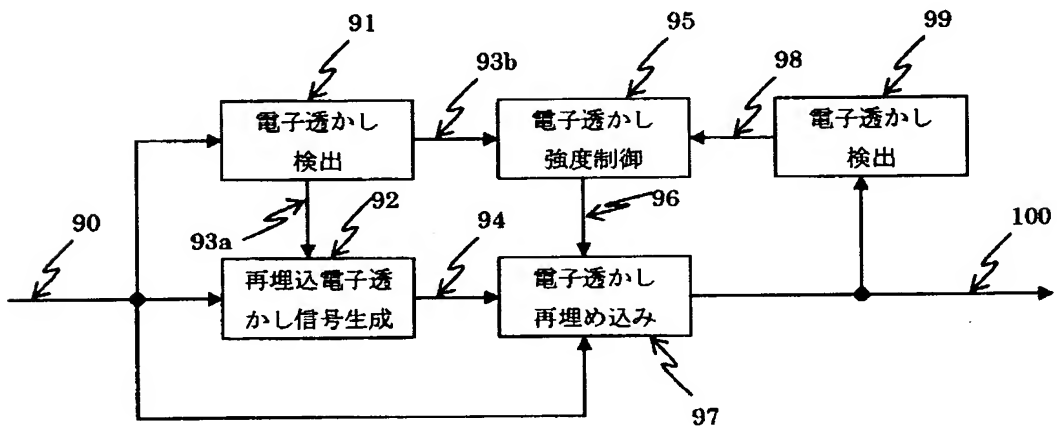 91
95
99
93b
98
電子透かし
検出
電子透かし
強度制御
電子透かし
検出
90
93a
92
94
96
100
再埋込電子透
かし信号生成
電子透かし
再埋め込み
97